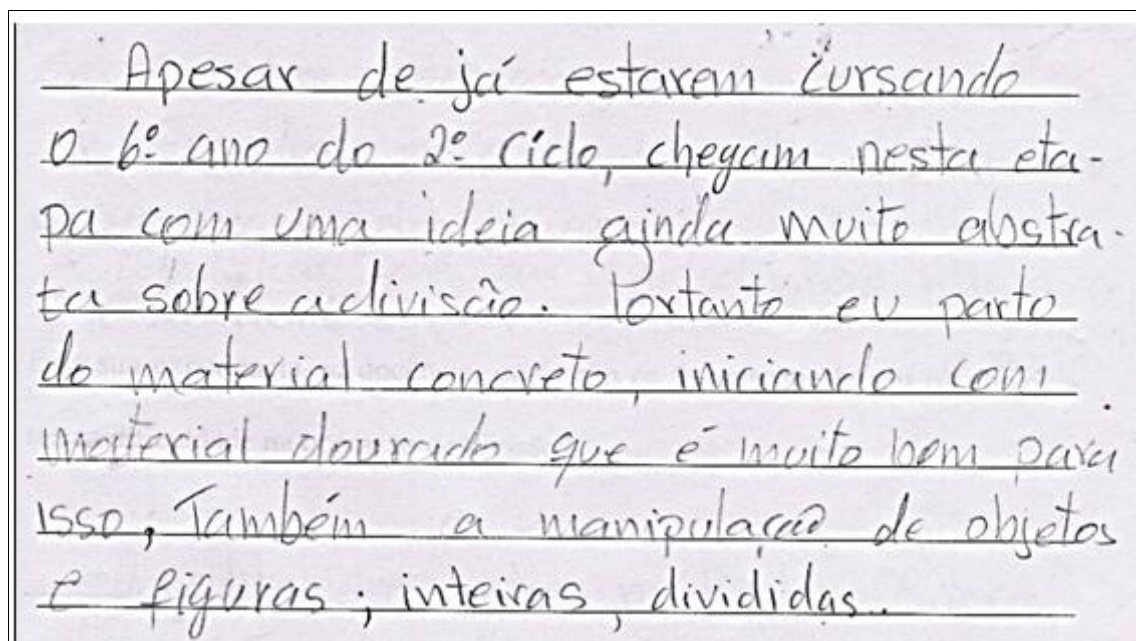 Apesar de já estarem cursando
o 6º ano do 2º ciclo, chegam nesta eta-
pa com uma ideia ainda muito abstra-
ta sobre a divisão. Portanto eu parto
do material concreto, iniciando com
material dourado que é muito bom para
isso, Também a manipulação de objetos
e figuras, inteiras, divididas.